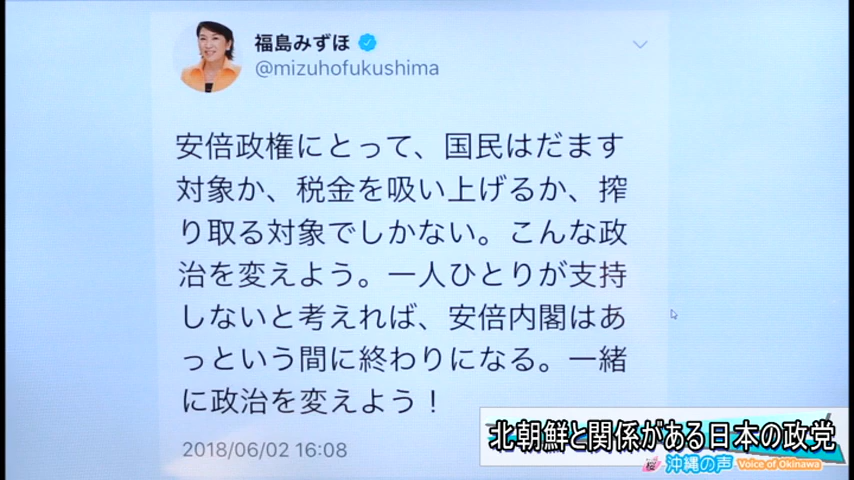 福島みずほ
@mizuhofukushima
安倍政権にとって、国民はだます
対象か、税金を吸い上げるか、搾
り取る対象でしかない。こんな政
治を変えよう。一人ひとりが支持
しないと考えれば、安倍内閣はあ
っという間に終わりになる。一緒
に政治を変えよう！
2018/06/02 16:08
北朝鮮と関係がある日本の政党
沖縄の声 Voice of Okinawa